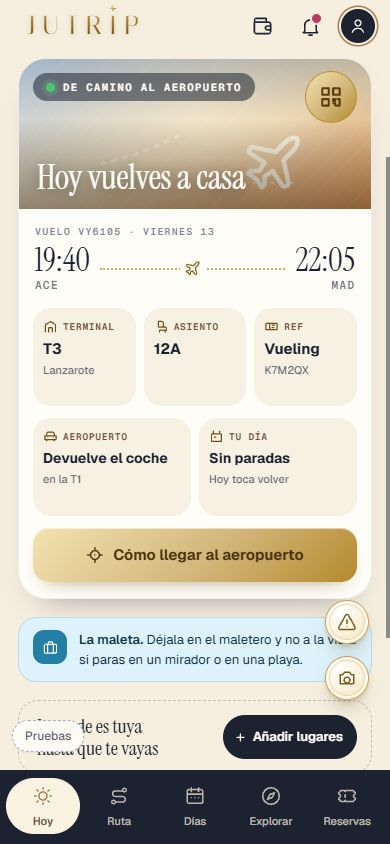 JUTRIP
DE CAMINO AL AEROPUERTO
Hoy vuelves a casa
VUELO VY6105 · VIERNES 13
19:40
22:05
ACE
MAD
TERMINAL
T3
Lanzarote
ASIENTO
12A
REF
Vueling
K7M2QX
AEROPUERTO
Devuelve el coche
en la T1
TU DÍA
Sin paradas
Hoy toca volver
Cómo llegar al aeropuerto
La maleta. Déjala en el maletero y no a la
si paras en un mirador o en una playa.
de es tuya
que te vayas
Pruebas
+ Añadir lugares
Hoy
Ruta
Días
Explorar
Reservas